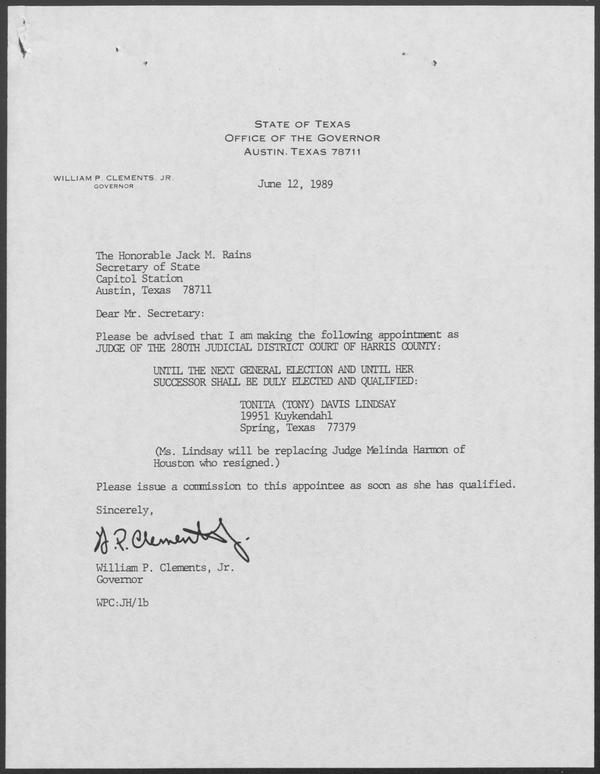 STATE OF TEXAS
OFFICE OF THE GOVERNOR
AUSTIN, TEXAS 78711
WILLIAM P. CLEMENTS, JR.
GOVERNOR
June 12, 1989
The Honorable Jack M. Rains
Secretary of State
Capitol Station
Austin, Texas 78711
Dear Mr. Secretary:
Please be advised that I am making the following appointment as
JUDGE OF THE 280TH JUDICIAL DISTRICT COURT OF HARRIS COUNTY:
UNTIL THE NEXT GENERAL ELECTION AND UNTIL HER
SUCCESSOR SHALL BE DULY ELECTED AND QUALIFIED:
TONITA (TONY) DAVIS LINDSAY
19951 Kuykendahl
Spring, Texas 77379
(Ms. Lindsay will be replacing Judge Melinda Harmon of
Houston who resigned.)
Please issue a commission to this appointee as soon as she has qualified.
Sincerely,
W.P. Clements Jr.
William P. Clements, Jr.
Governor
WPC:JH/lb